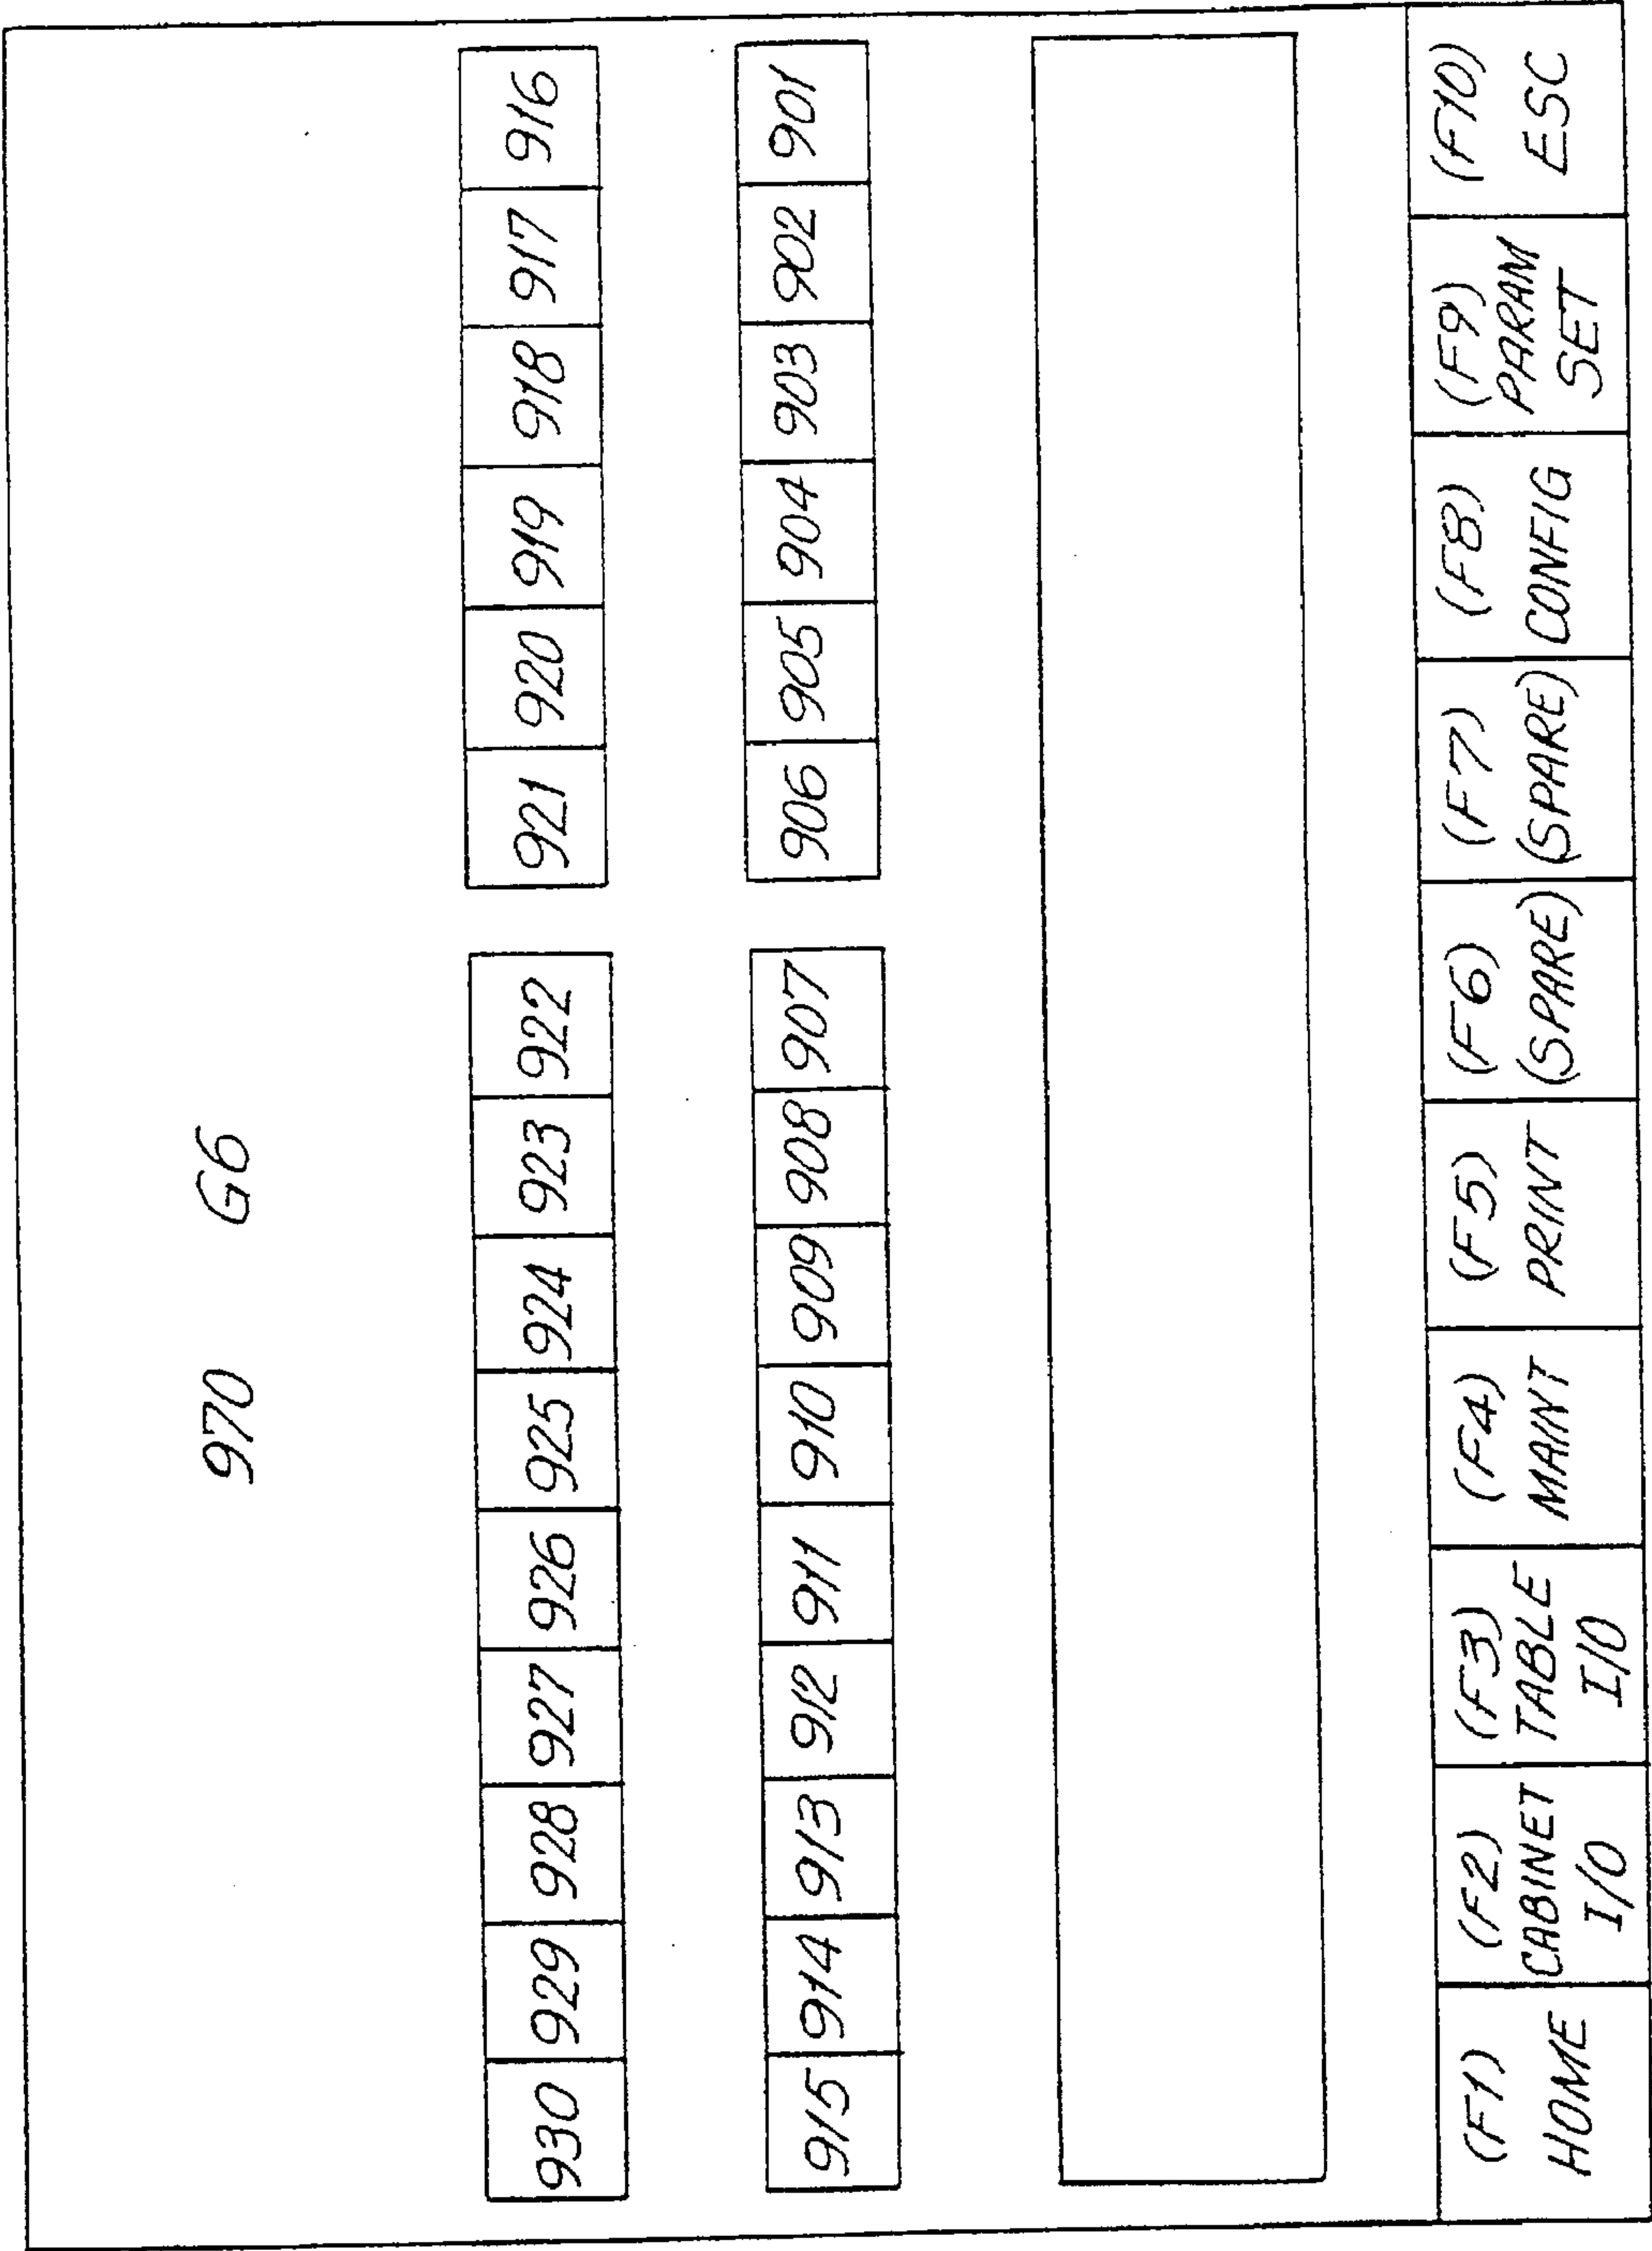 970 G6
930 929 928 927 926 925 924 923 922 921 920 919 918 917 916
915 914 913 912 911 910 909 908 907 906 905 904 903 902 901
(F1) (F2) (F3) (F4) (F5) (F6) (F7) (F8) (F9) (F10)
HOME CABINET TABLE MAINT PRINT (SPARE) (SPARE) CONFIG PARAM ESC
I/O I/O SET